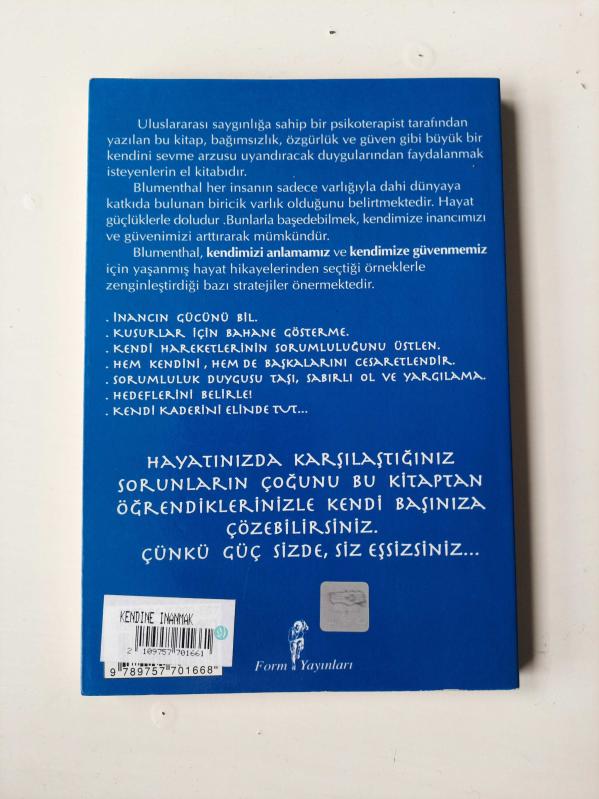 Uluslararası saygınlığa sahip bir psikoterapist tarafından
yazılan bu kitap, bağımsızlık, özgürlük ve güven gibi büyük bir
kendini sevme arzusu uyandıracak duygularından faydalanmak
isteyenlerin el kitabıdır.
Blumenthal her insanın sadece varlığıyla dahi dünyaya
katkıda bulunan biricik varlık olduğunu belirtmektedir. Hayat
güçlüklerle doludur .Bunlarla başedebilmek, kendimize inancımızı
ve güvenimizi arttırarak mümkündür.
Blumenthal, kendimizi anlamamız ve kendimize güvenmemiz
için yaşanmış hayat hikayelerinden seçtiği örneklerle
zenginleştirdiği bazı stratejiler önermektedir.
. İNANCIN GÜCÜNÜ BİL.
. KUSURLAR İÇİN BAHANE GÖSTERME.
. KENDİ HAREKETLERİNİN SORUMLULUĞUNU ÜSTLEN.
. HEM KENDİNİ , HEM DE BAŞKALARINI CESARETLENDİR.
. SORUMLULUK DUYGUSU TAŞI, SABIRLI OL VE YARGILAMA.
. HEDEFLERİNİ BELİRLE!
. KENDİ KADERİNİ ELİNDE TUT...
HAYATINIZDA KARŞILAŞTIĞINIZ
SORUNLARIN ÇOĞUNU BU KİTAPTAN
ÖĞRENDİKLERİNİZLE KENDİ BAŞINIZA
ÇÖZEBİLİRSİNİZ.
ÇÜNKÜ GÜÇ SİZDE, SİZ EŞSİZSİNİZ...
KENDINE INANMAK
2 109757 701661
9 789757 701668
Form Yayınları